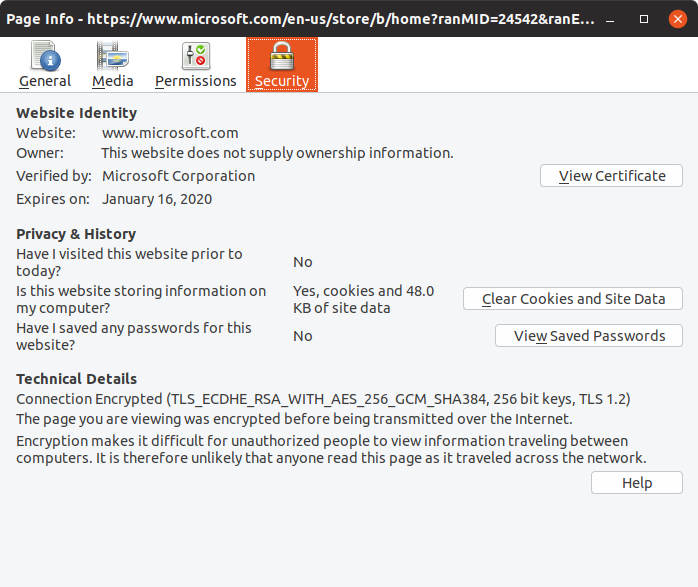 Page Info - https://www.microsoft.com/en-us/store/b/home?ranMID=24542&ranE...
General Media Permissions Security
Website Identity
Website: www.microsoft.com
Owner: This website does not supply ownership information.
Verified by: Microsoft Corporation View Certificate
Expires on: January 16, 2020
Privacy & History
Have I visited this website prior to
today?
No
Is this website storing information on
my computer?
Yes, cookies and 48.0
KB of site data
Clear Cookies and Site Data
Have I saved any passwords for this
website?
No
View Saved Passwords
Technical Details
Connection Encrypted (TLS_ECDHE_RSA_WITH_AES_256_GCM_SHA384, 256 bit keys, TLS 1.2)
The page you are viewing was encrypted before being transmitted over the Internet.
Encryption makes it difficult for unauthorized people to view information traveling between
computers. It is therefore unlikely that anyone read this page as it traveled across the network.
Help